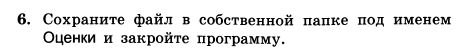 6. Сохраните файл в собственной папке под именем
Оценки и закройте программу.